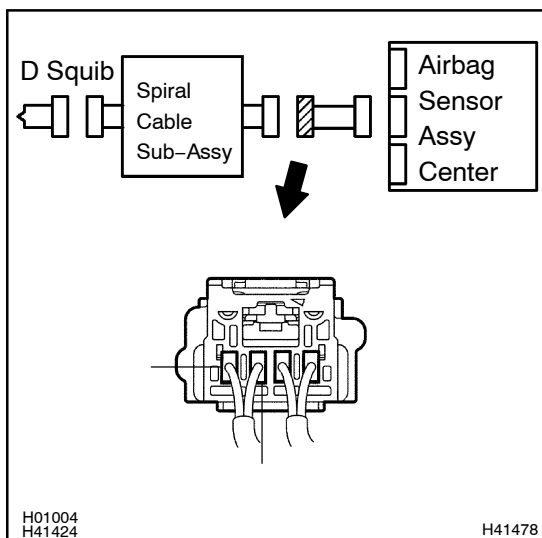 D Squib
Spiral
Cable
Sub−Assy
Airbag
Sensor
Assy
Center
H01004
H41424
H41478